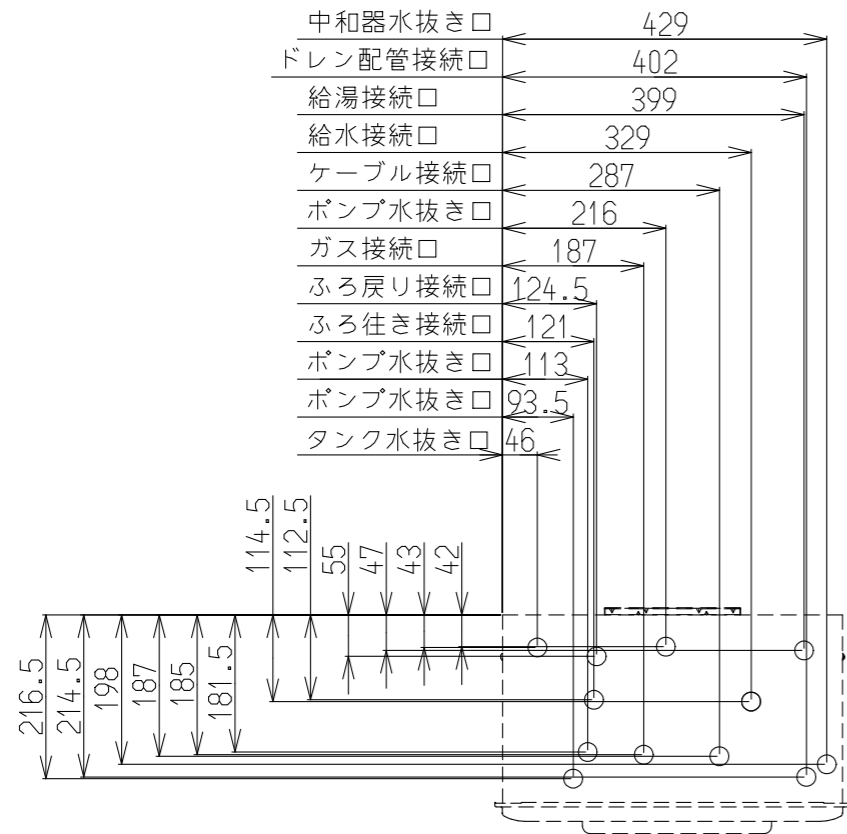 中和器水抜き口 429
ドレン配管接続口 402
給湯接続口 399
給水接続口 329
ケーブル接続口 287
ポンプ水抜き口 216
ガス接続口 187
ふろ戻り接続口 124.5
ふろ往き接続口 121
ポンプ水抜き口 113
ポンプ水抜き口 93.5
タンク水抜き口 46
114.5
112.5
55
47
43
42
216.5
214.5
198
187
185
181.5